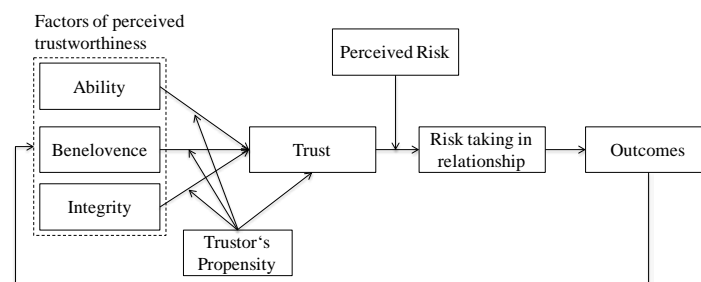 Factors of perceived
trustworthiness
Ability
Benelovence
Integrity
Trustor‘s
Propensity
Trust
Perceived Risk
Risk taking in
relationship
Outcomes